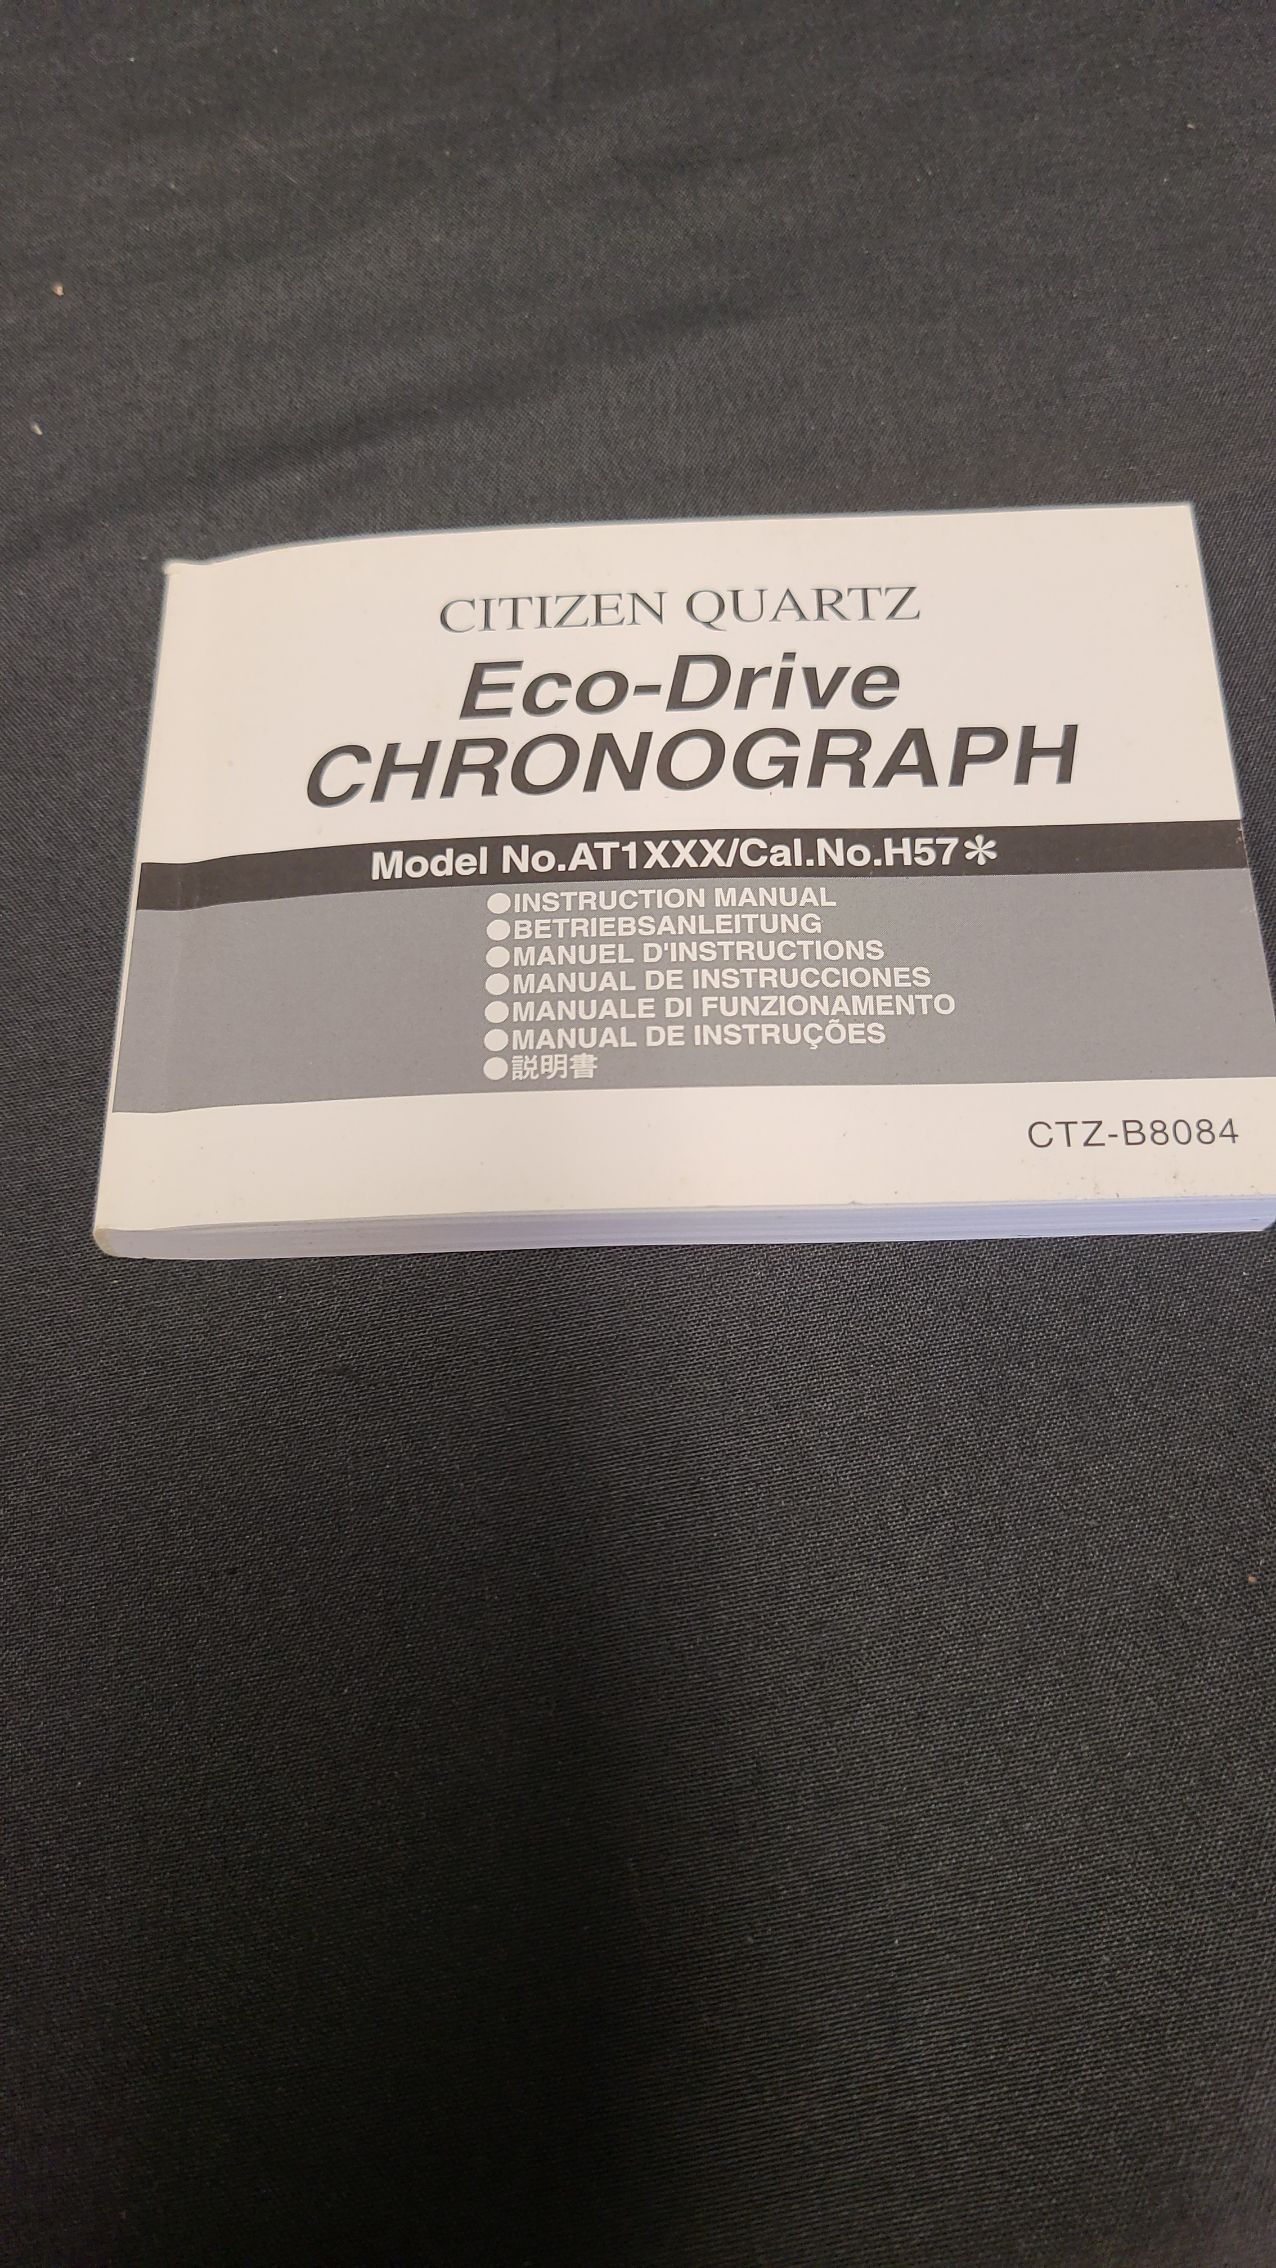 CITIZEN QUARTZ
Eco-Drive
CHRONOGRAPH
Model No.AT1XXX/Cal.No.H57✻
●INSTRUCTION MANUAL
●BETRIEBSANLEITUNG
●MANUEL D'INSTRUCTIONS
●MANUAL DE INSTRUCCIONES
●MANUALE DI FUNZIONAMENTO
●MANUAL DE INSTRUÇÕES
●説明書
CTZ-B8084